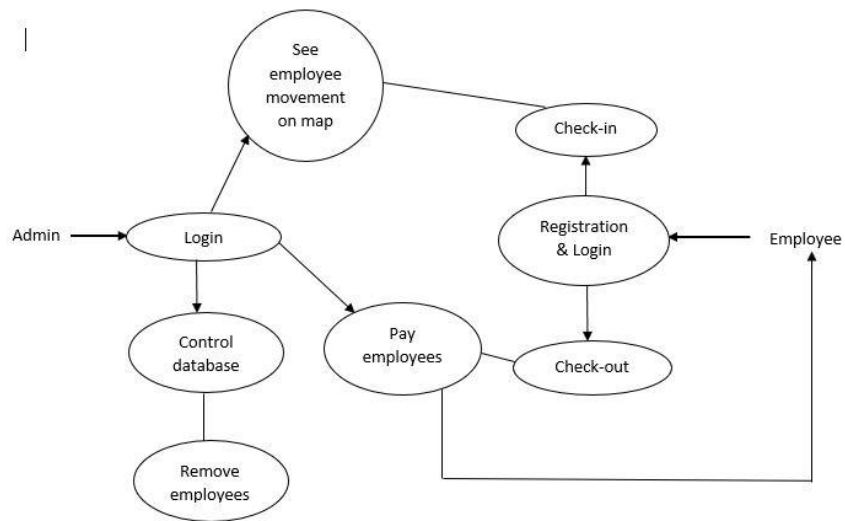 See
employee
movement
on map
Check-in
Admin
Login
Registration
& Login
Employee
Control
database
Pay
employees
Check-out
Remove
employees